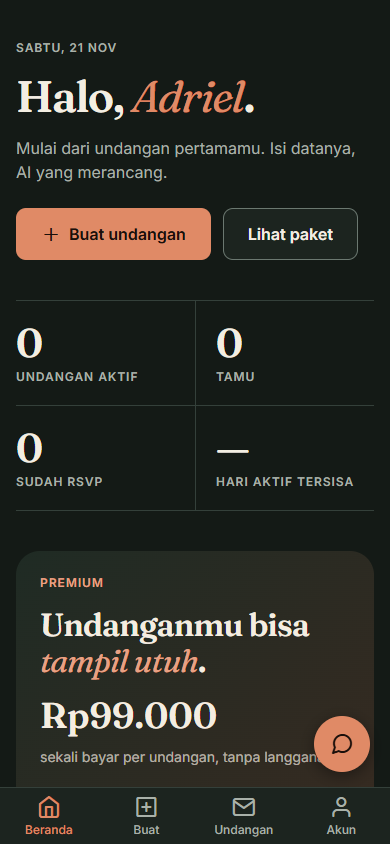 SABTU, 21 NOV
Halo, Adriel.
Mulai dari undangan pertamamu. Isi datanya,
AI yang merancang.
Buat undangan
Lihat paket
0
UNDANGAN AKTIF
0
TAMU
0
SUDAH RSVP
—
HARI AKTIF TERSISA
PREMIUM
Undanganmu bisa
tampil utuh.
Rp99.000
sekali bayar per undangan, tanpa
Beranda
Buat
Undangan
Akun